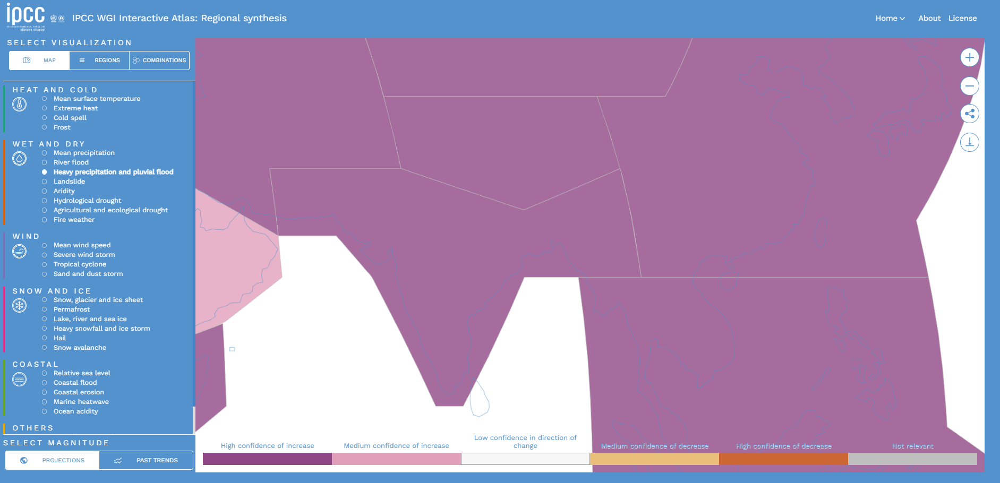 ipcc
INTERGOVERNMENTAL PANEL ON
climate change
IPCC WGI Interactive Atlas: Regional synthesis
Home
About
License
SELECT VISUALIZATION
MAP
REGIONS
COMBINATIONS
HEAT AND COLD
Mean surface temperature
Extreme heat
Cold spell
Frost
WET AND DRY
Mean precipitation
River flood
Heavy precipitation and pluvial flood
Landslide
Aridity
Hydrological drought
Agricultural and ecological drought
Fire weather
WIND
Mean wind speed
Severe wind storm
Tropical cyclone
Sand and dust storm
SNOW AND ICE
Snow, glacier and ice sheet
Permafrost
Lake, river and sea ice
Heavy snowfall and ice storm
Hail
Snow avalanche
COASTAL
Relative sea level
Coastal flood
Coastal erosion
Marine heatwave
Ocean acidity
OTHERS
SELECT MAGNITUDE
PROJECTIONS
PAST TRENDS
High confidence of increase
Medium confidence of increase
Low confidence in direction of
change
Medium confidence of decrease
High confidence of decrease
Not relevant